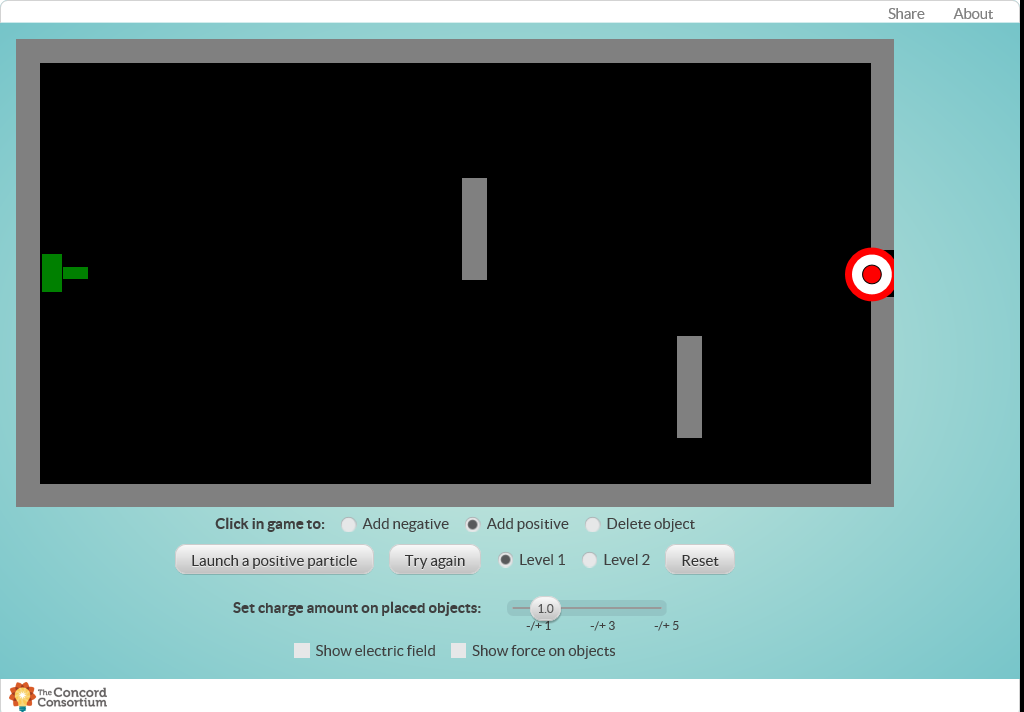 Share About
Click in game to: Add negative Add positive Delete object
Launch a positive particle Try again Level 1 Level 2 Reset
Set charge amount on placed objects: 1.0
-/+ 1 -/+ 3 -/+ 5
Show electric field Show force on objects
The Concord
Consortium